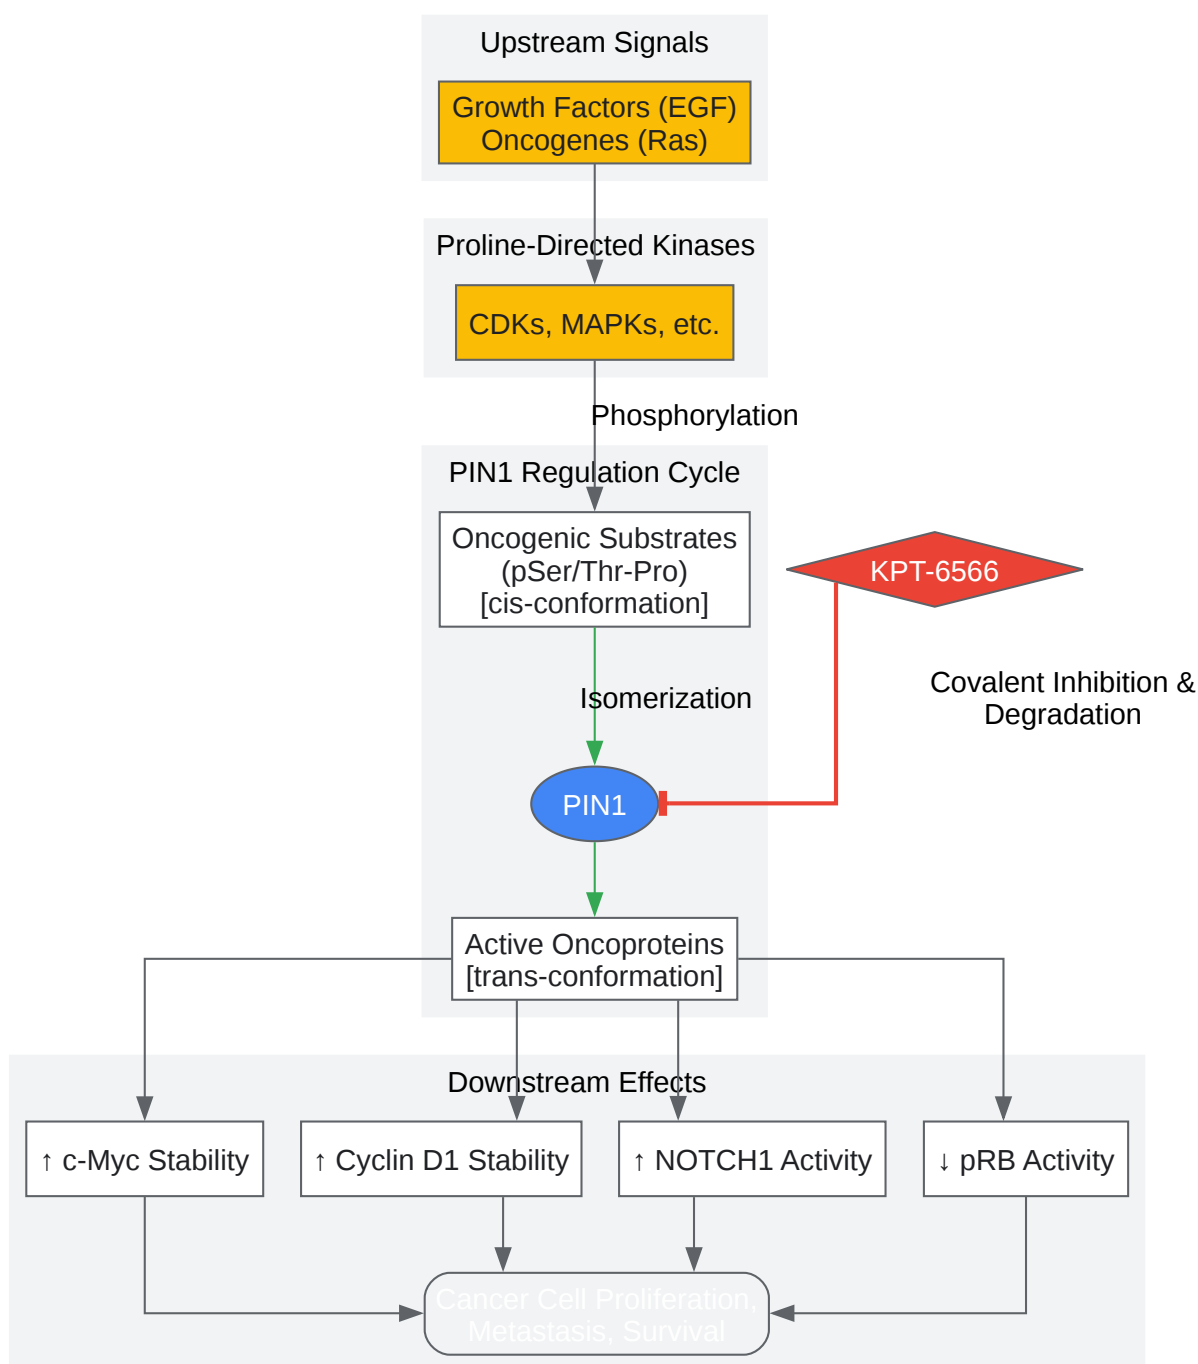 Upstream Signals
Growth Factors (EGF)
Oncogenes (Ras)
Proline-Directed Kinases
CDKs, MAPKs, etc.
Phosphorylation
PIN1 Regulation Cycle
Oncogenic Substrates
(pSer/Thr-Pro)
[cis-conformation]
KPT-6566
Isomerization
Covalent Inhibition &
Degradation
PIN1
Active Oncoproteins
[trans-conformation]
Downstream Effects
↑ c-Myc Stability
↑ Cyclin D1 Stability
↑ NOTCH1 Activity
↓ pRB Activity
Cancer Cell Proliferation,
Metastasis, Survival